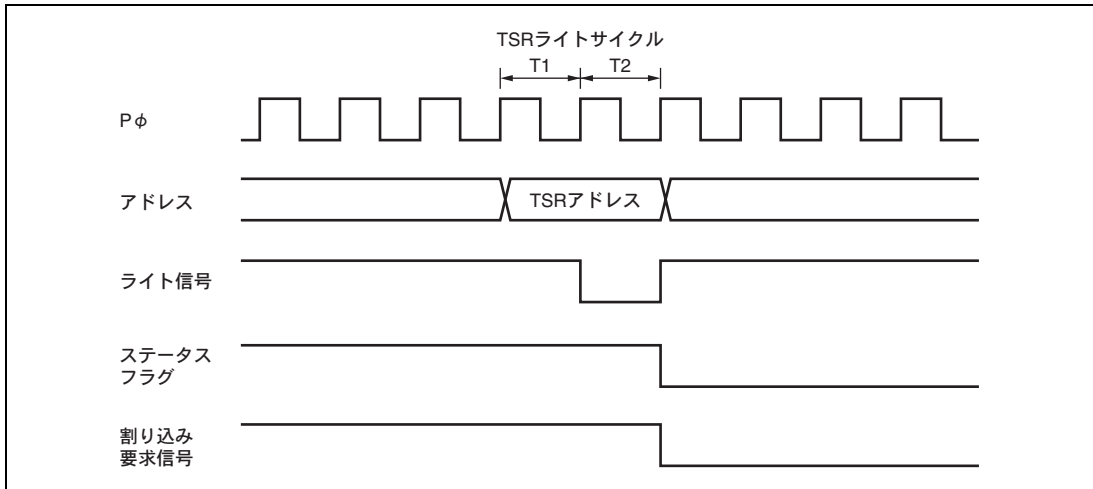 TSRライトサイクル
T1
T2
Pφ
アドレス
TSRアドレス
ライト信号
ステータス
フラグ
割り込み
要求信号